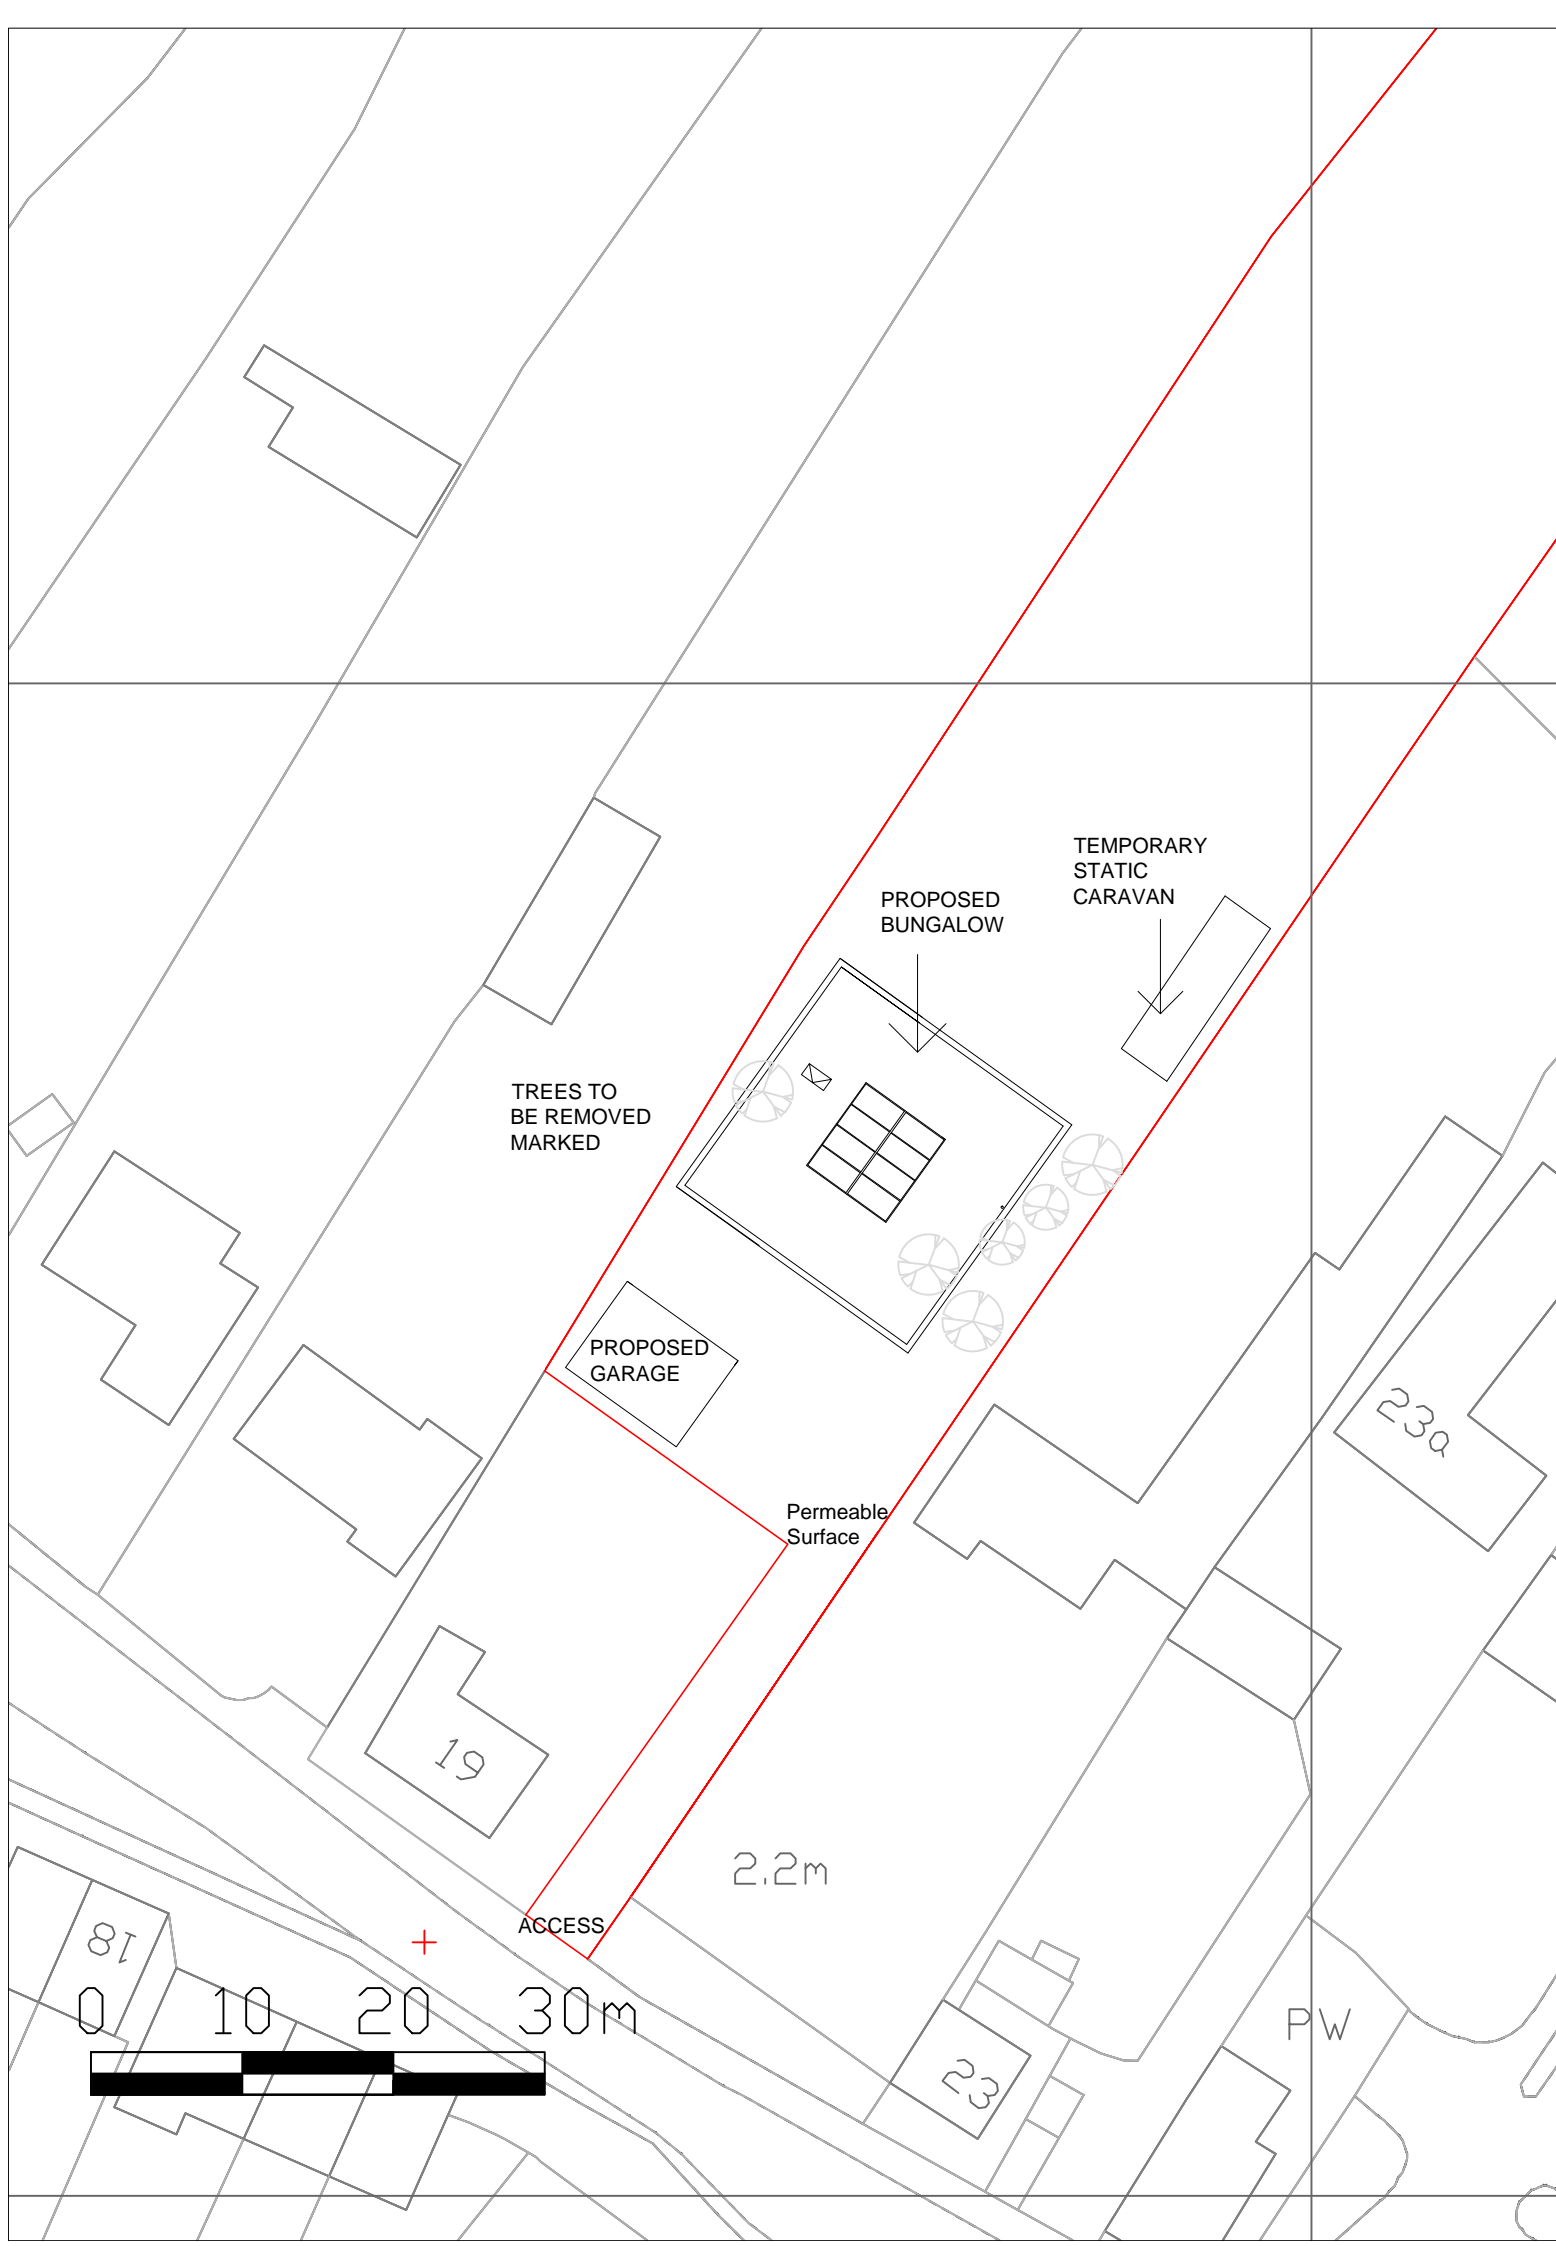 TEMPORARY
STATIC
CARAVAN
PROPOSED
BUNGALOW
TREES TO
BE REMOVED
MARKED
PROPOSED
GARAGE
23a
Permeable
Surface
19
2.2m
ACCESS
18
0 10 20 30m
PW
23